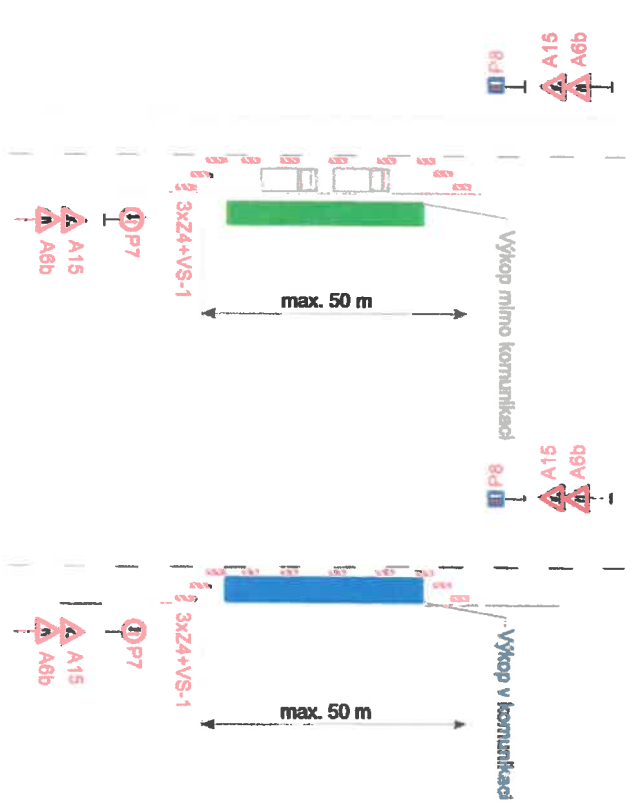 P8
A15
A6b
A6b
A15
P7
3xZ4+VS-1
max. 50 m
Výkop mimo komunikaci
P8
A15
A6b
A6b
A15
P7
3xZ4+VS-1
max. 50 m
Výkop v komunikaci